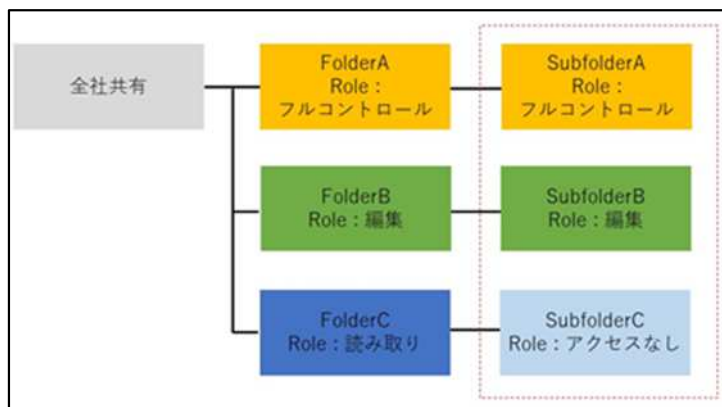 全社共有
FolderA
Role：
フルコントロール
SubfolderA
Role：
フルコントロール
FolderB
Role：編集
SubfolderB
Role：編集
FolderC
Role：読み取り
SubfolderC
Role：アクセスなし